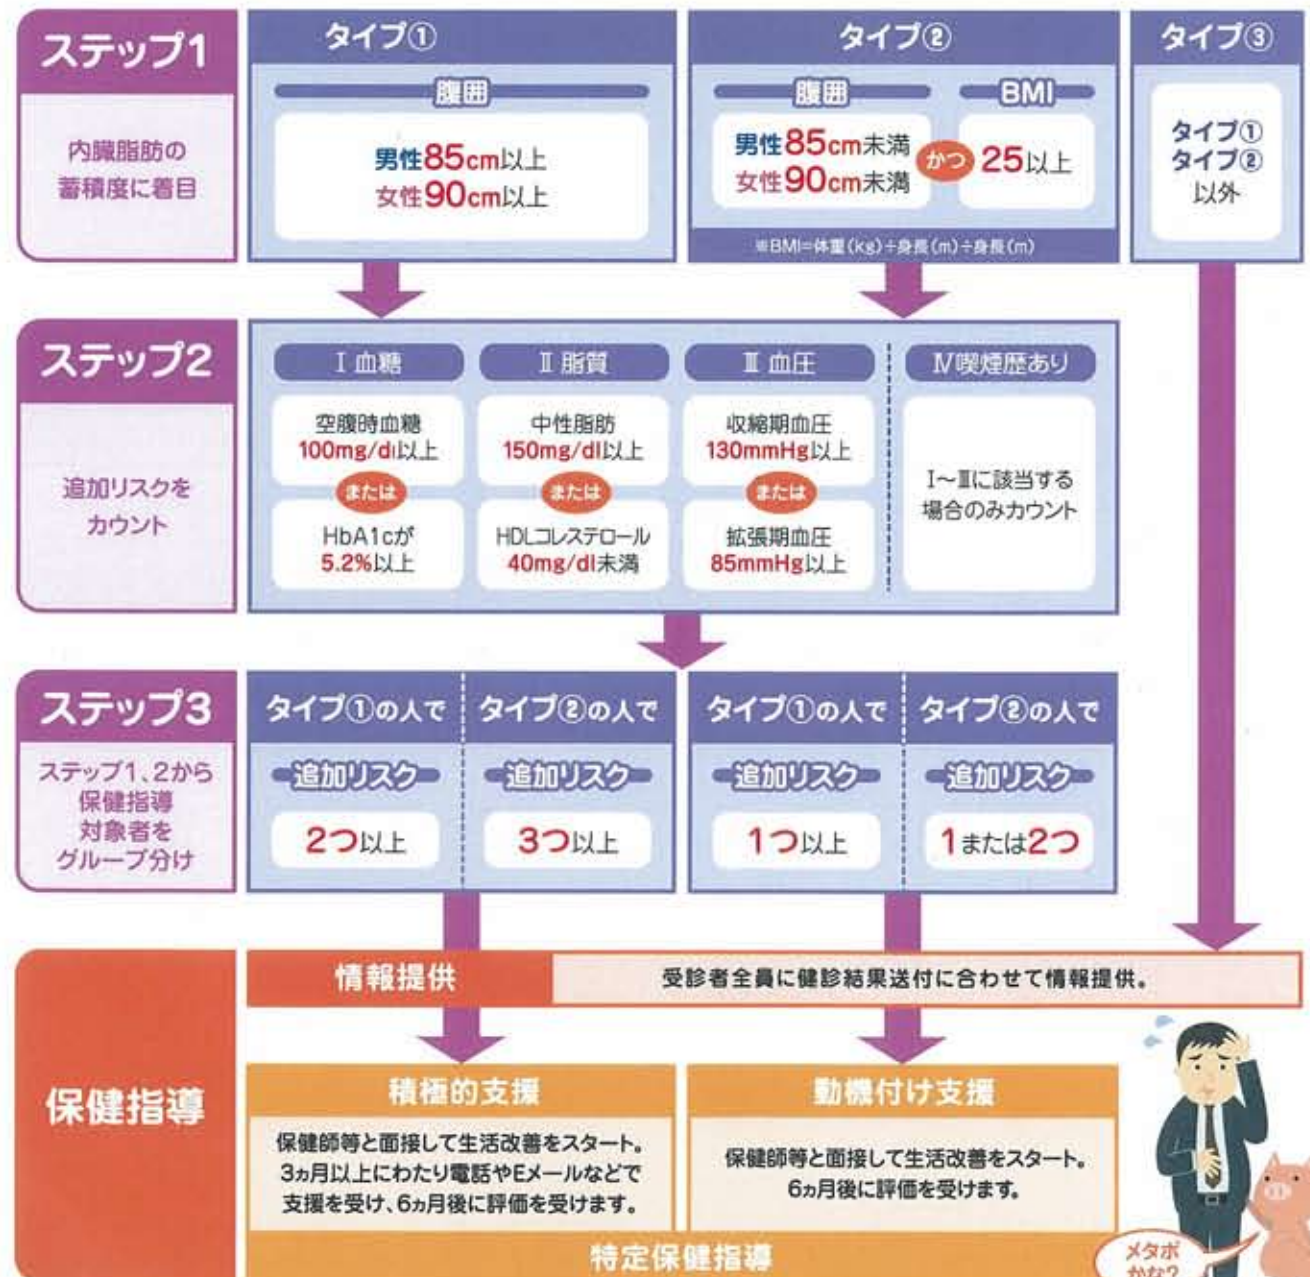 ステップ1
内臓脂肪の
蓄積度に着目
タイプ①
腹囲
男性85cm以上
女性90cm以上
タイプ②
腹囲
男性85cm未満
女性90cm未満
かつ
BMI
25以上
※BMI=体重(kg)÷身長(m)÷身長(m)
タイプ③
タイプ①
タイプ②
以外
ステップ2
追加リスクを
カウント
Ⅰ 血糖
空腹時血糖
100mg/dl以上
または
HbA1cが
5.2%以上
Ⅱ 脂質
中性脂肪
150mg/dl以上
または
HDLコレステロール
40mg/dl未満
Ⅲ 血圧
収縮期血圧
130mmHg以上
または
拡張期血圧
85mmHg以上
Ⅳ喫煙歴あり
Ⅰ～Ⅲに該当する
場合のみカウント
ステップ3
ステップ1、2から
保健指導
対象者を
グループ分け
タイプ①の人で
追加リスク
2つ以上
タイプ②の人で
追加リスク
3つ以上
タイプ①の人で
追加リスク
1つ以上
タイプ②の人で
追加リスク
1または2つ
保健指導
情報提供
受診者全員に健診結果送付に合わせて情報提供。
積極的支援
保健師等と面接して生活改善をスタート。
3ヵ月以上にわたり電話やEメールなどで
支援を受け、6ヵ月後に評価を受けます。
動機付け支援
保健師等と面接して生活改善をスタート。
6ヵ月後に評価を受けます。
特定保健指導
メタボ
かな?